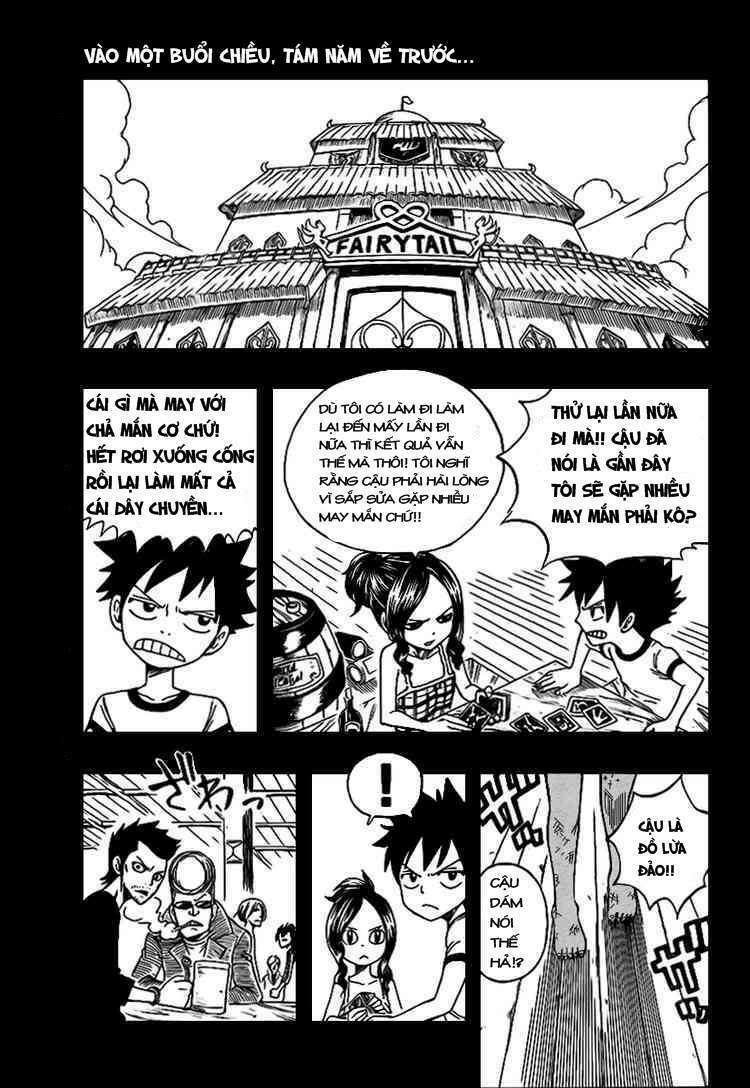 VÀO MỘT BUỔI CHIỀU, TÁM NĂM VỀ TRƯỚC...
FAIRYTAIL
THỬ LẠI LẦN NỮA
ĐI MÀ!! CẬU ĐÃ
NÓI LÀ GẦN ĐÂY
TÔI SẼ GẶP NHIỀU
MAY MẮN PHẢI KÔ?
DÙ TÔI CÓ LÀM ĐI LÀM
LẠI ĐẾN MẤY LẦN ĐI
NỮA THÌ KẾT QUẢ VẪN
THẾ MÀ THÔI! TÔI NGHĨ
RẰNG CẬU PHẢI HÀI LÒNG
VÌ SẮP SỬA GẶP NHIỀU
MAY MẮN CHỨ!!
CÁI GÌ MÀ MAY VỚI
CHẢ MẮN CƠ CHỨ!
HẾT RƠI XUỐNG CỐNG
RỒI LẠI LÀM MẤT CẢ
CÁI DÂY CHUYỀN...
CẬU LÀ
ĐỒ LỪA
ĐẢO!!
CẬU
DÁM
NÓI
THẾ
HẢ!?
!
ざわっ